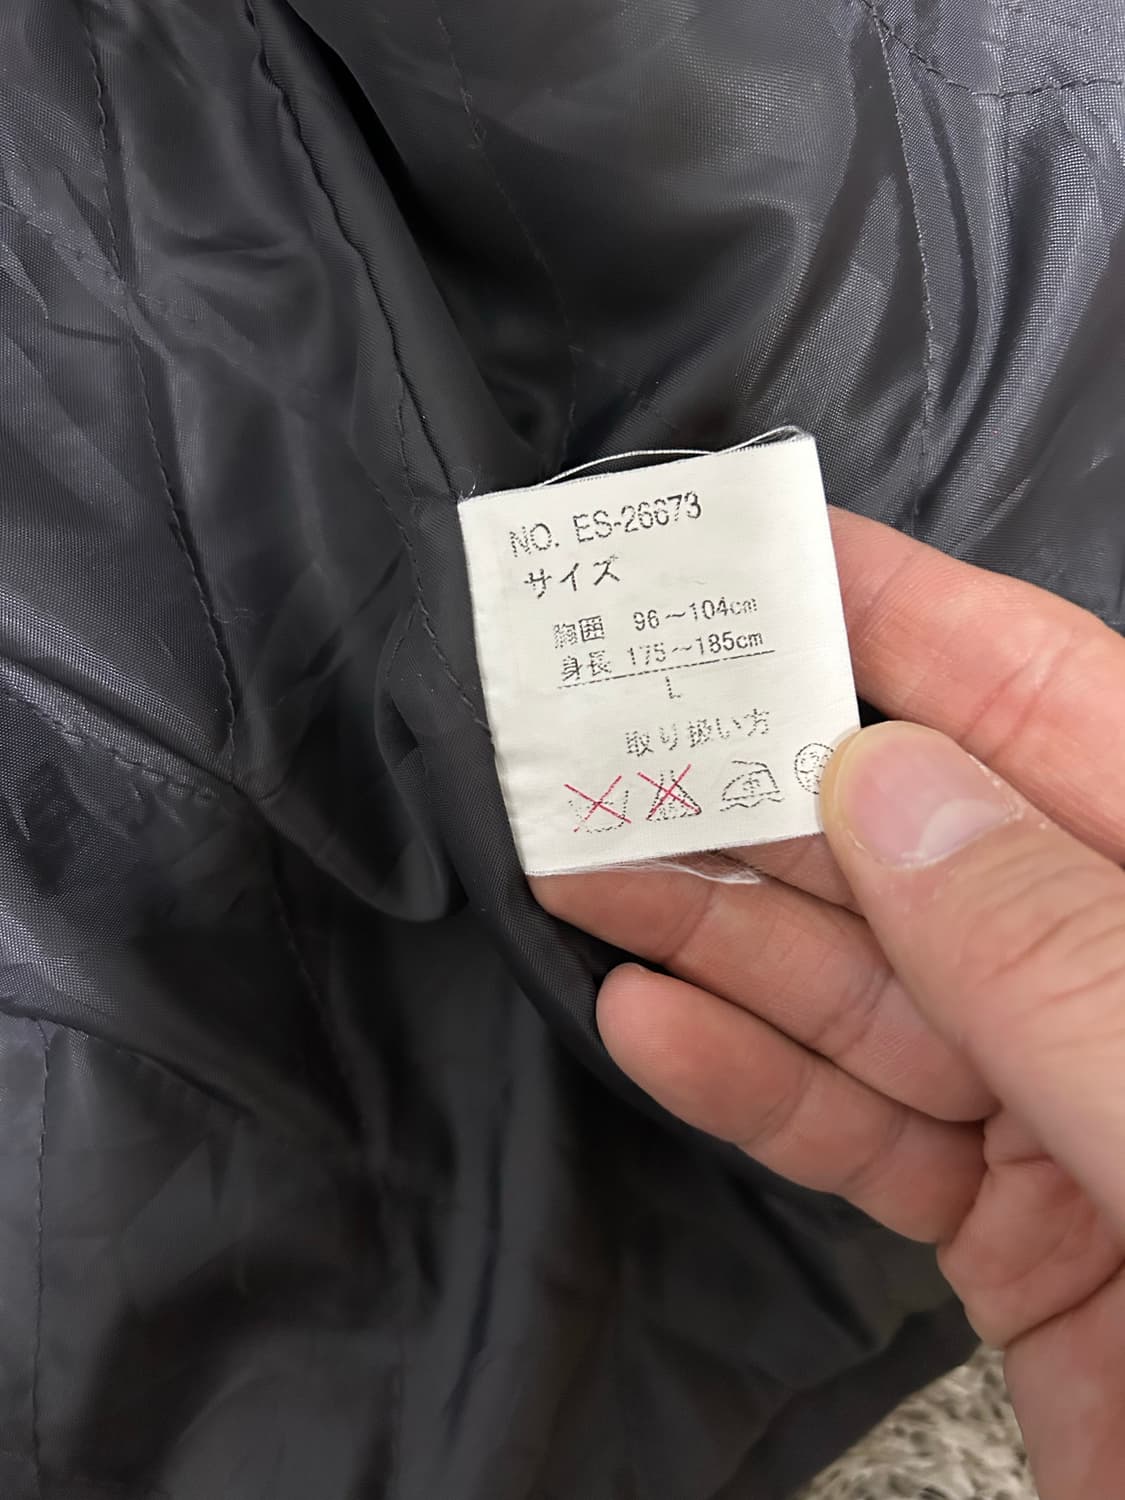 NO. ES-26673
サイズ
胸囲 96～104cm
身長 175～185cm
L
取り扱い方